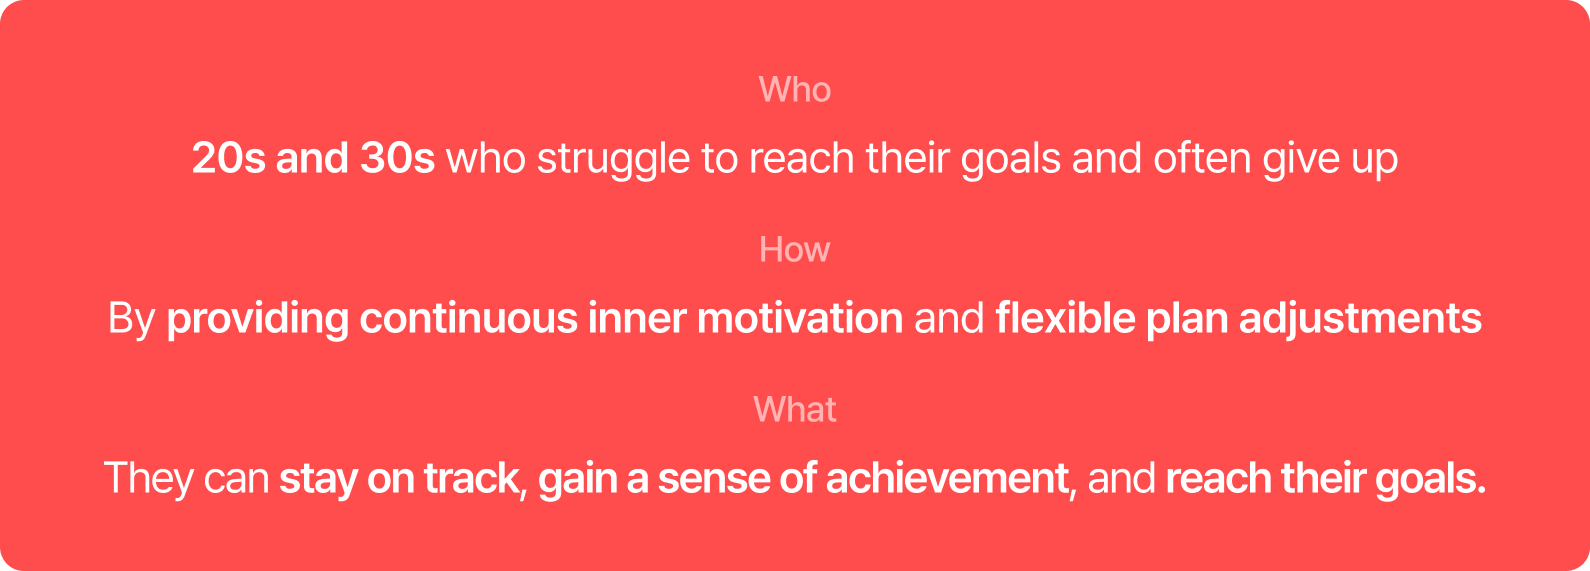 Who
20s and 30s who struggle to reach their goals and often give up
How
By providing continuous inner motivation and flexible plan adjustments
What
They can stay on track, gain a sense of achievement, and reach their goals.